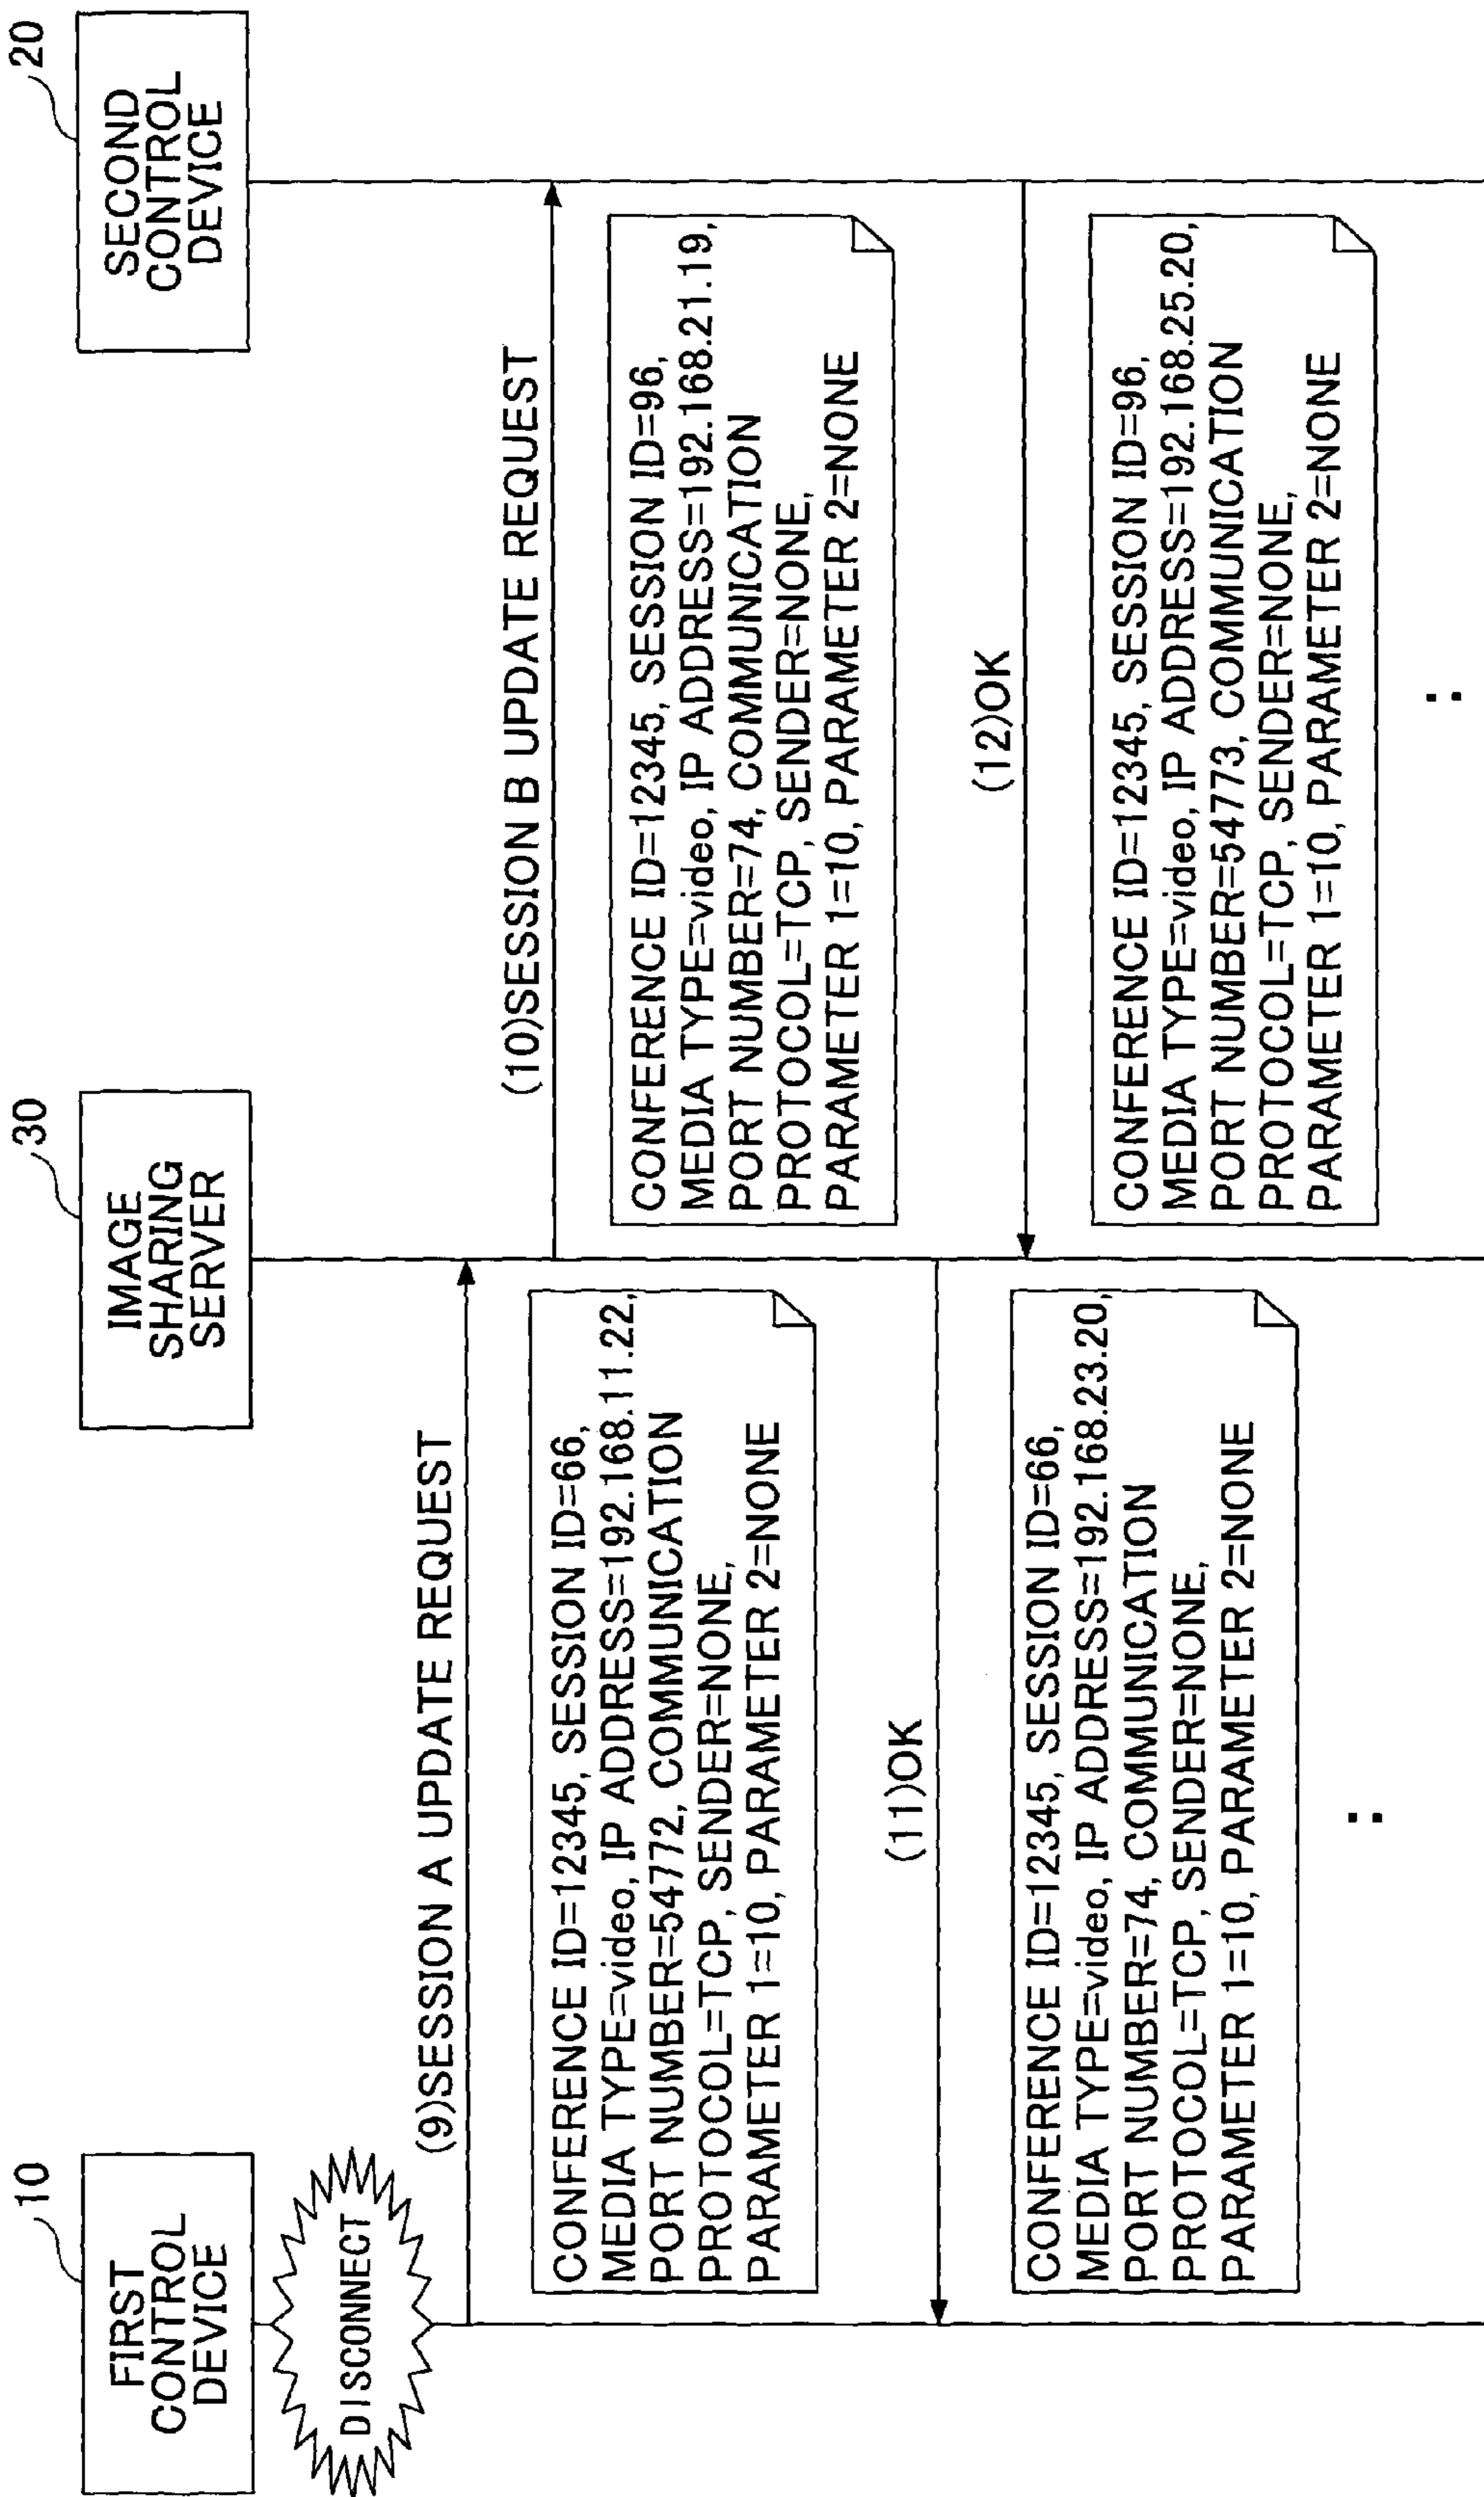 10
FIRST
CONTROL
DEVICE
30
IMAGE
SHARING
SERVER
20
SECOND
CONTROL
DEVICE
DISCONNECT
(9)SESSION A UPDATE REQUEST
CONFERENCE ID=12345, SESSION ID=66,
MEDIA TYPE=video, IP ADDRESS=192.168.11.22,
PORT NUMBER=54772, COMMUNICATION
PROTOCOL=TCP, SENDER=NONE,
PARAMETER 1=10, PARAMETER 2=NONE
(10)SESSION B UPDATE REQUEST
CONFERENCE ID=12345, SESSION ID=96,
MEDIA TYPE=video, IP ADDRESS=192.168.21.19,
PORT NUMBER=74, COMMUNICATION
PROTOCOL=TCP, SENDER=NONE,
PARAMETER 1=10, PARAMETER 2=NONE
(11)OK
CONFERENCE ID=12345, SESSION ID=66,
MEDIA TYPE=video, IP ADDRESS=192.168.23.20,
PORT NUMBER=74, COMMUNICATION
PROTOCOL=TCP, SENDER=NONE,
PARAMETER 1=10, PARAMETER 2=NONE
(12)OK
CONFERENCE ID=12345, SESSION ID=96,
MEDIA TYPE=video, IP ADDRESS=192.168.25.20,
PORT NUMBER=54773, COMMUNICATION
PROTOCOL=TCP, SENDER=NONE,
PARAMETER 1=10, PARAMETER 2=NONE